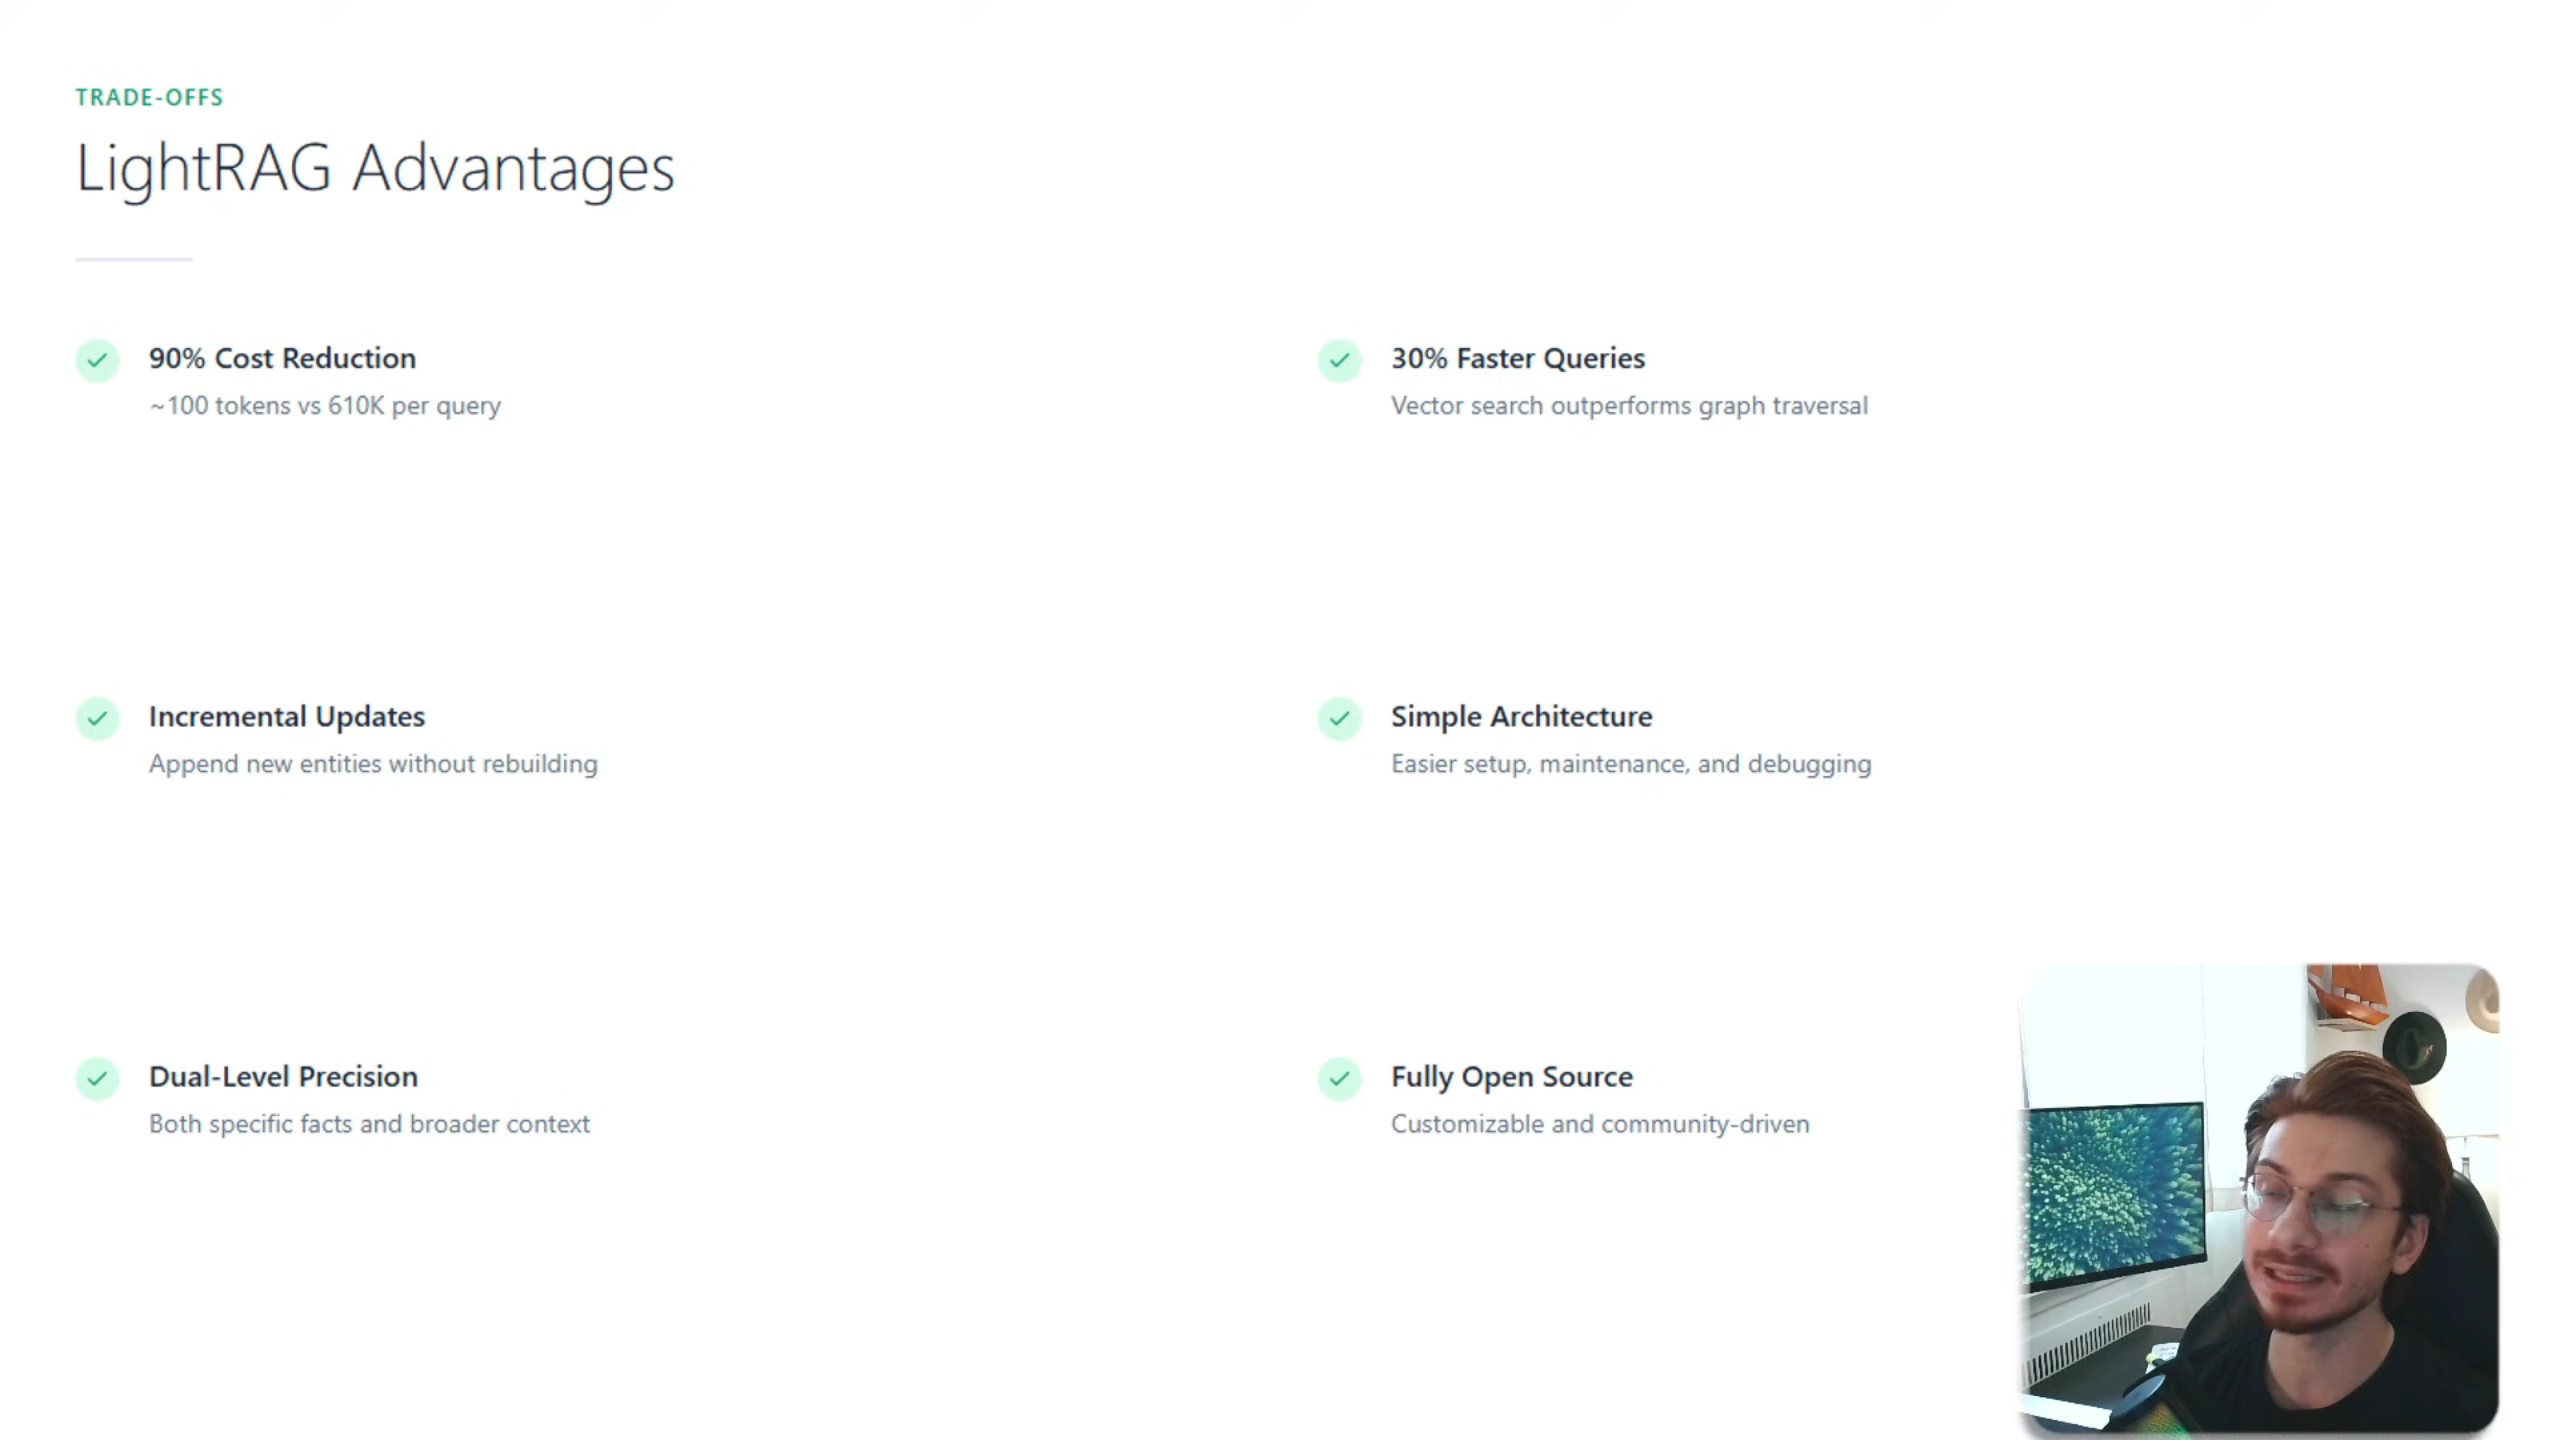 TRADE-OFFS
LightRAG Advantages
90% Cost Reduction
~100 tokens vs 610K per query
30% Faster Queries
Vector search outperforms graph traversal
Incremental Updates
Append new entities without rebuilding
Simple Architecture
Easier setup, maintenance, and debugging
Dual-Level Precision
Both specific facts and broader context
Fully Open Source
Customizable and community-driven